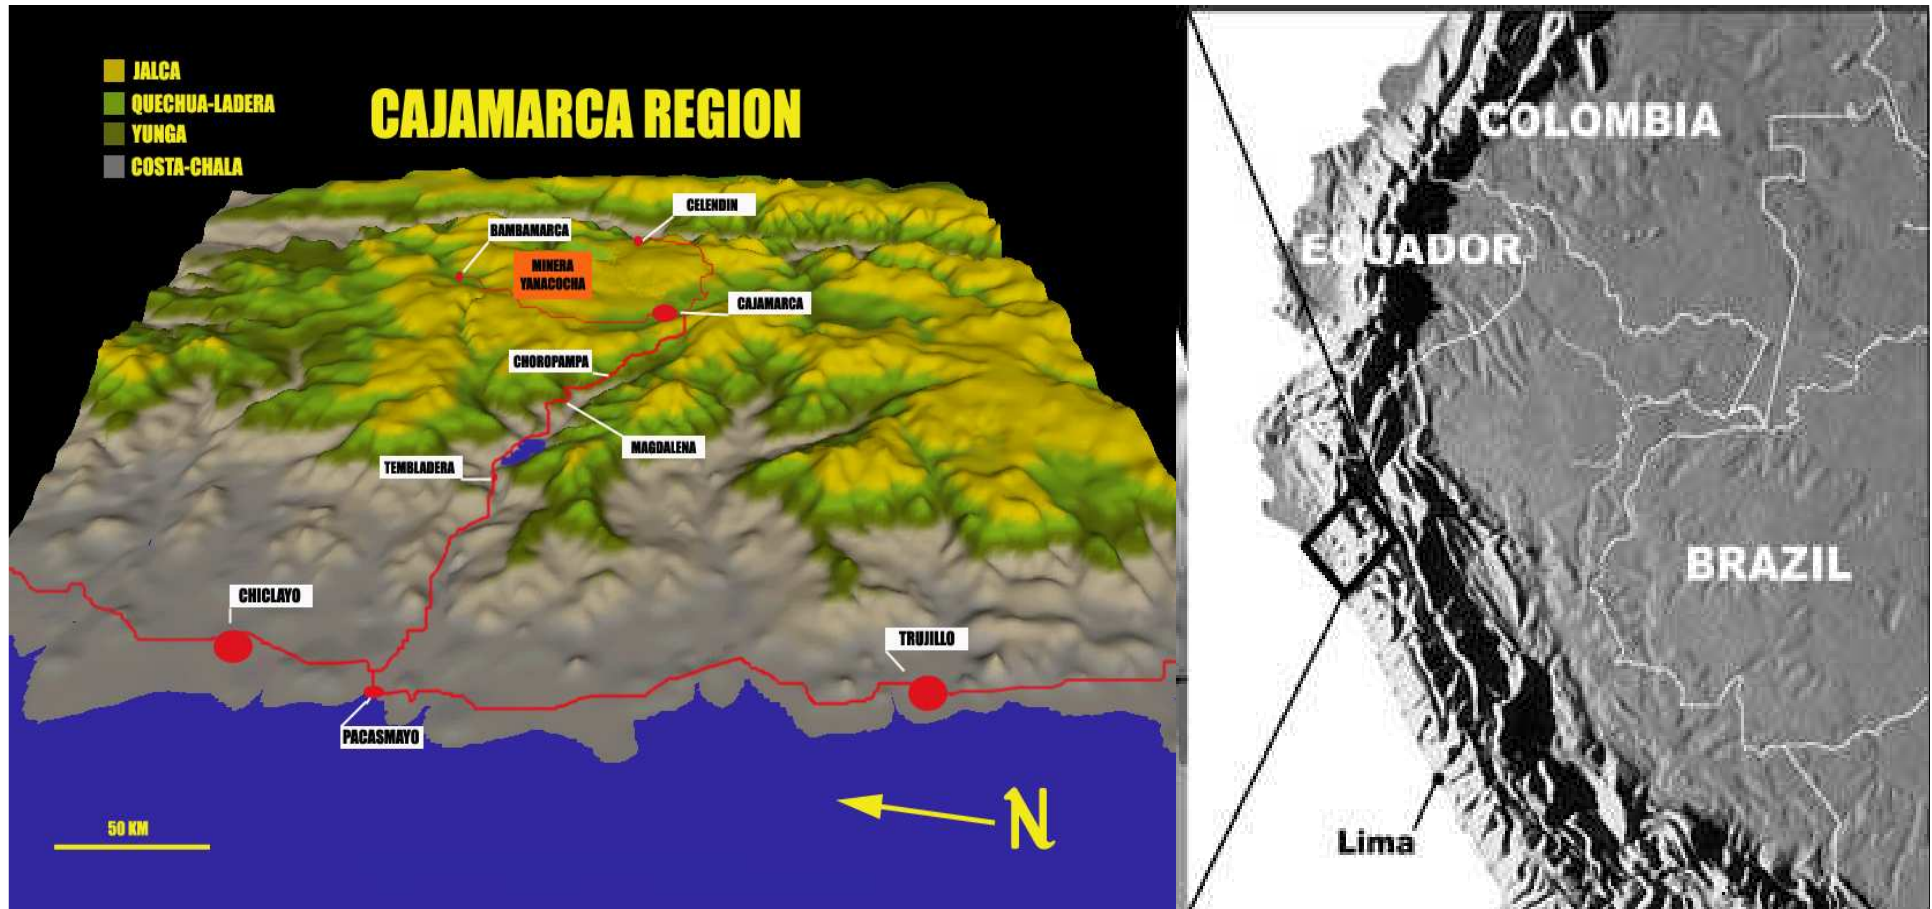 JALCA
QUECHUA-LADERA
YUNGA
COSTA-CHALA
CAJAMARCA REGION
CELENDIN
BAMBAMARCA
MINERA
YANACOCHA
CAJAMARCA
CHOROPAMPA
MAGDALENA
TEMBLADERA
CHICLAYO
TRUJILLO
PACASMAYO
N
50 KM
COLOMBIA
ECUADOR
BRAZIL
Lima